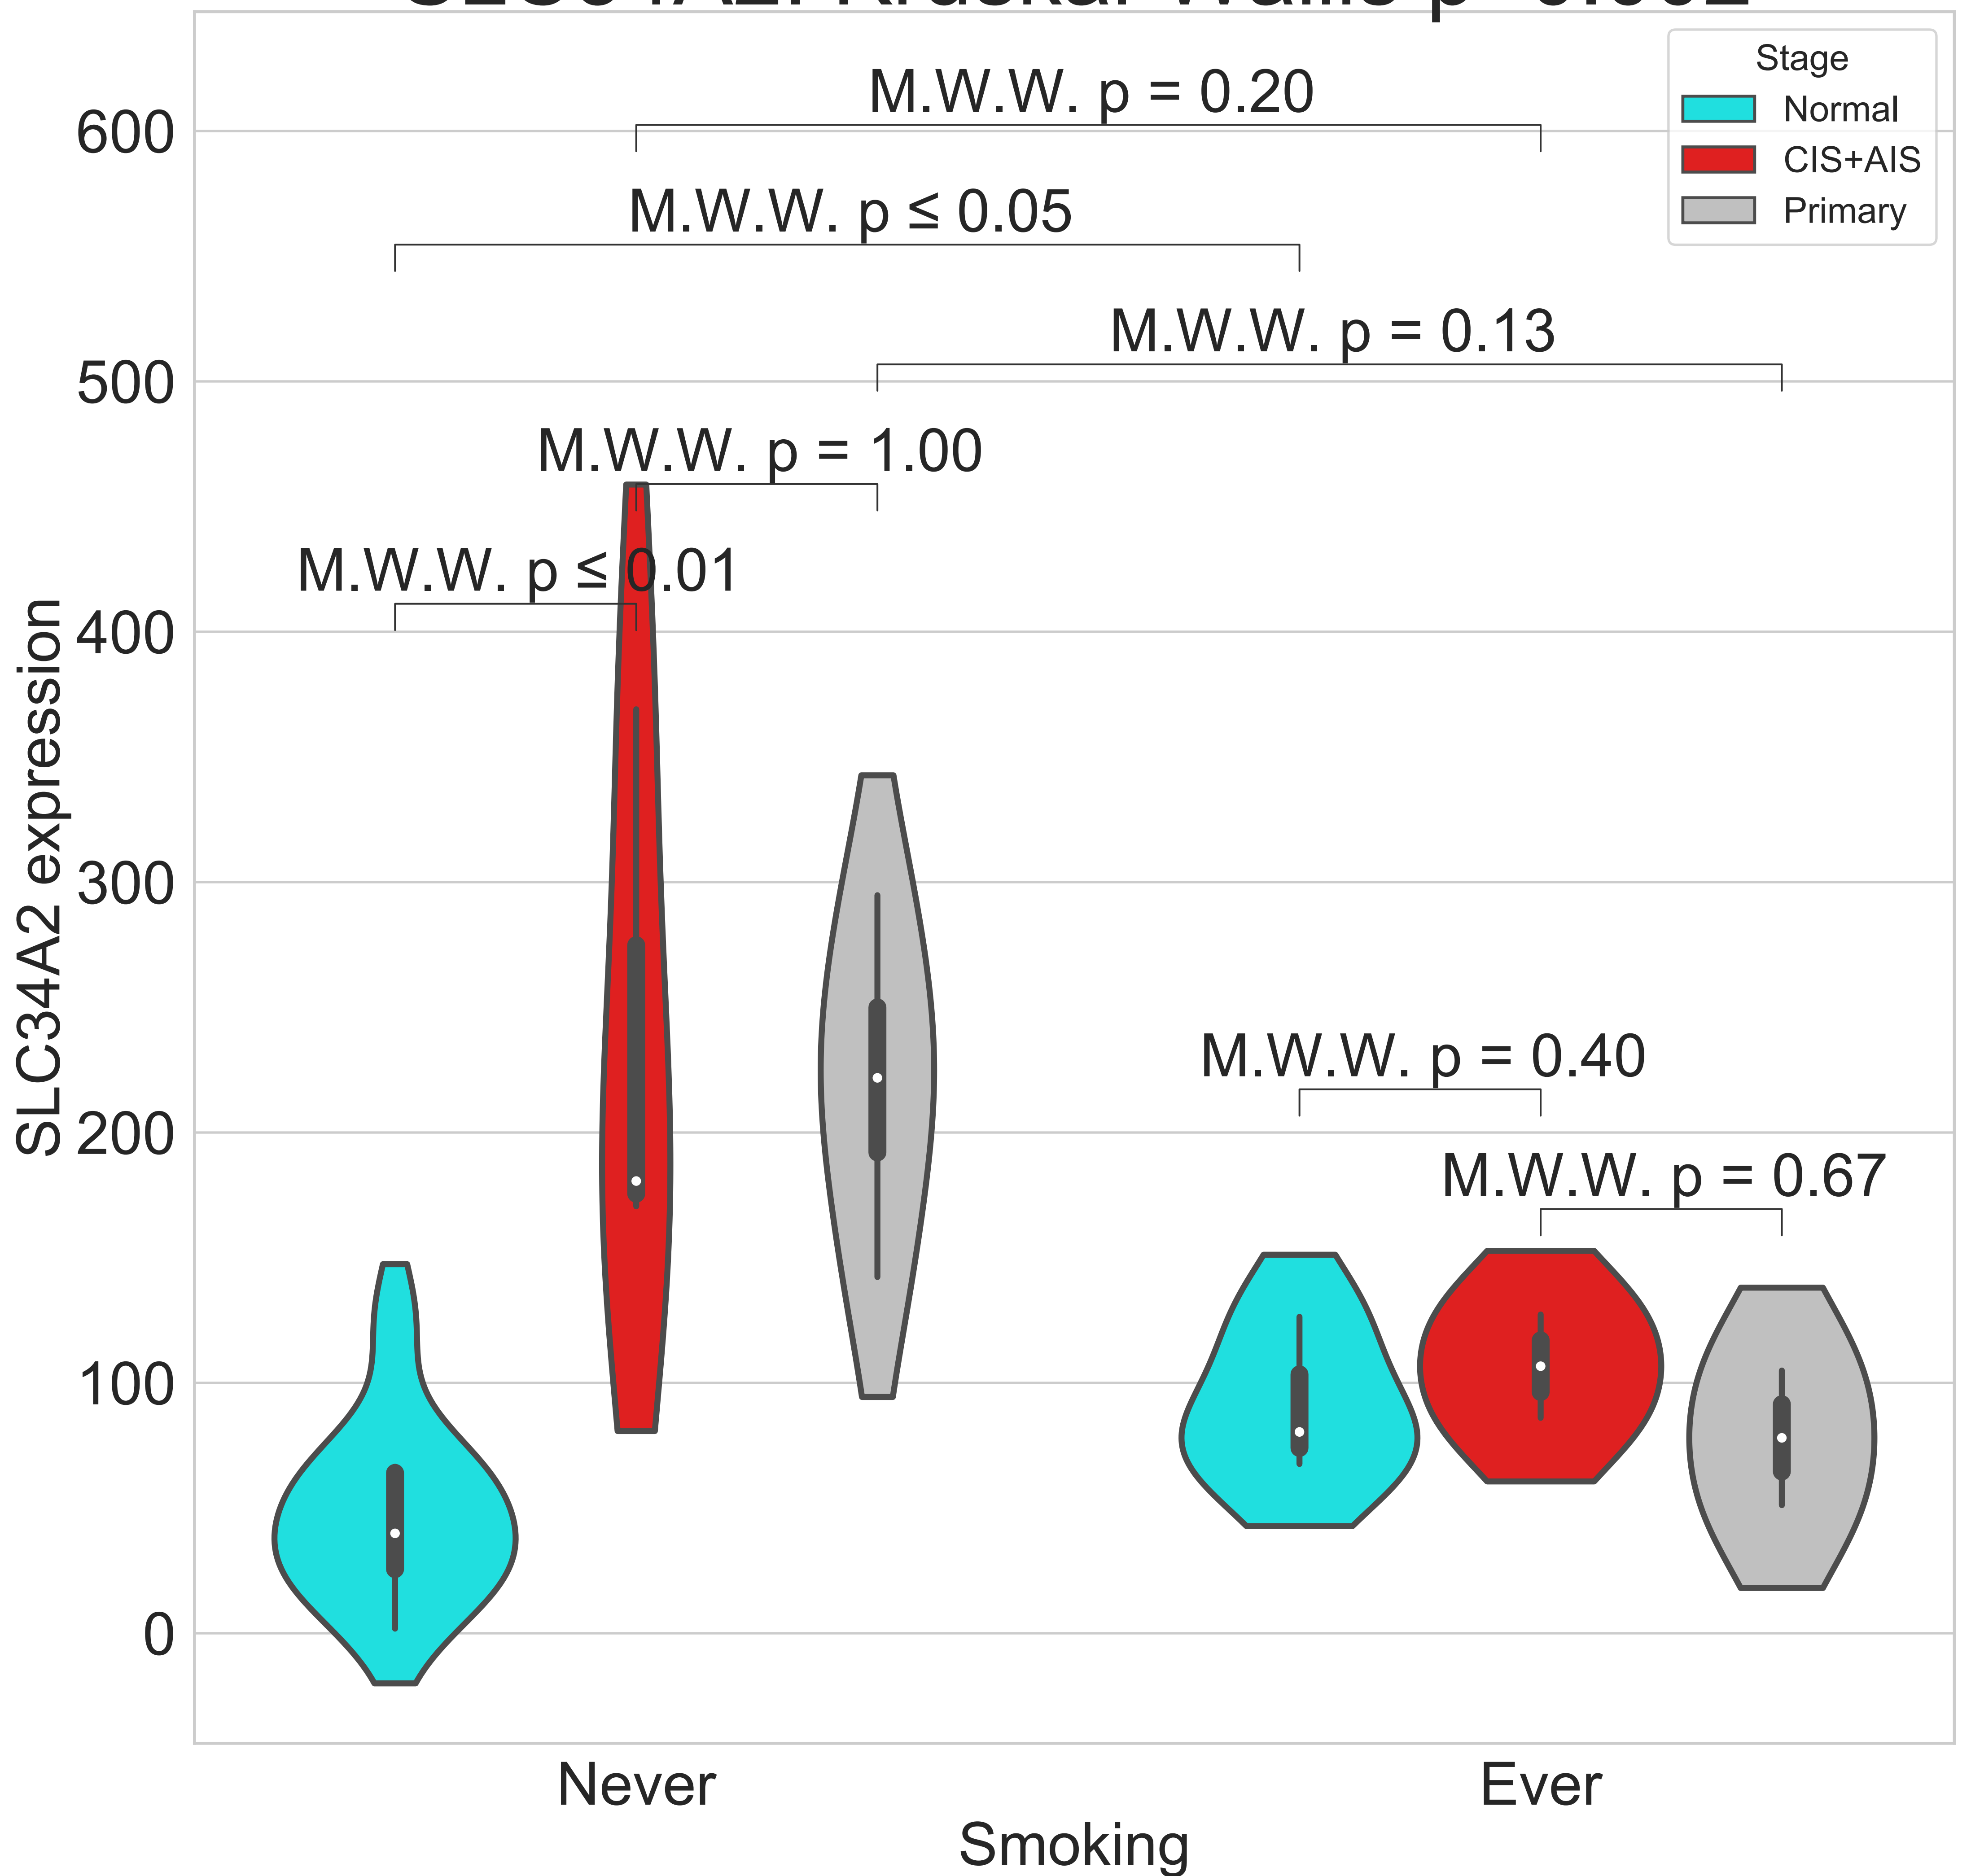 Stage
Normal
CIS+AIS
Primary
M.W.W. p = 0.20
M.W.W. p ≤ 0.05
M.W.W. p = 0.13
M.W.W. p = 1.00
M.W.W. p ≤ 0.01
M.W.W. p = 0.40
M.W.W. p = 0.67
600
500
400
300
200
100
0
SLC34A2 expression
Never
Ever
Smoking